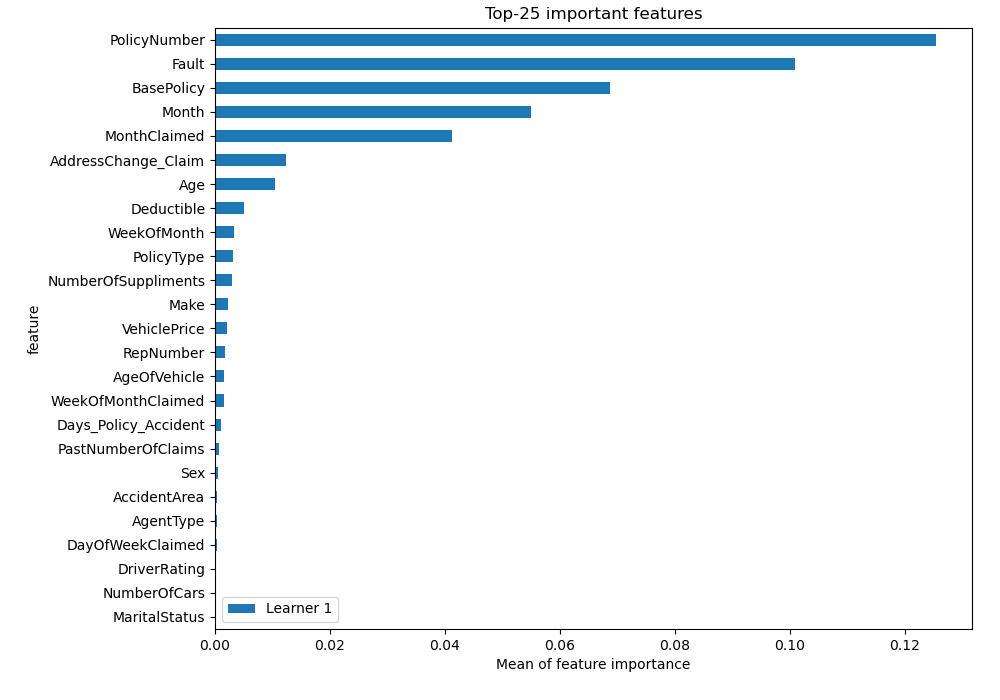 Top-25 important features
PolicyNumber
Fault
BasePolicy
Month
MonthClaimed
AddressChange_Claim
Age
Deductible
WeekOfMonth
PolicyType
NumberOfSuppliments
Make
VehiclePrice
RepNumber
AgeOfVehicle
WeekOfMonthClaimed
Days_Policy_Accident
PastNumberOfClaims
Sex
AccidentArea
AgentType
DayOfWeekClaimed
DriverRating
NumberOfCars
MaritalStatus
feature
Learner 1
0.00 0.02 0.04 0.06 0.08 0.10 0.12
Mean of feature importance